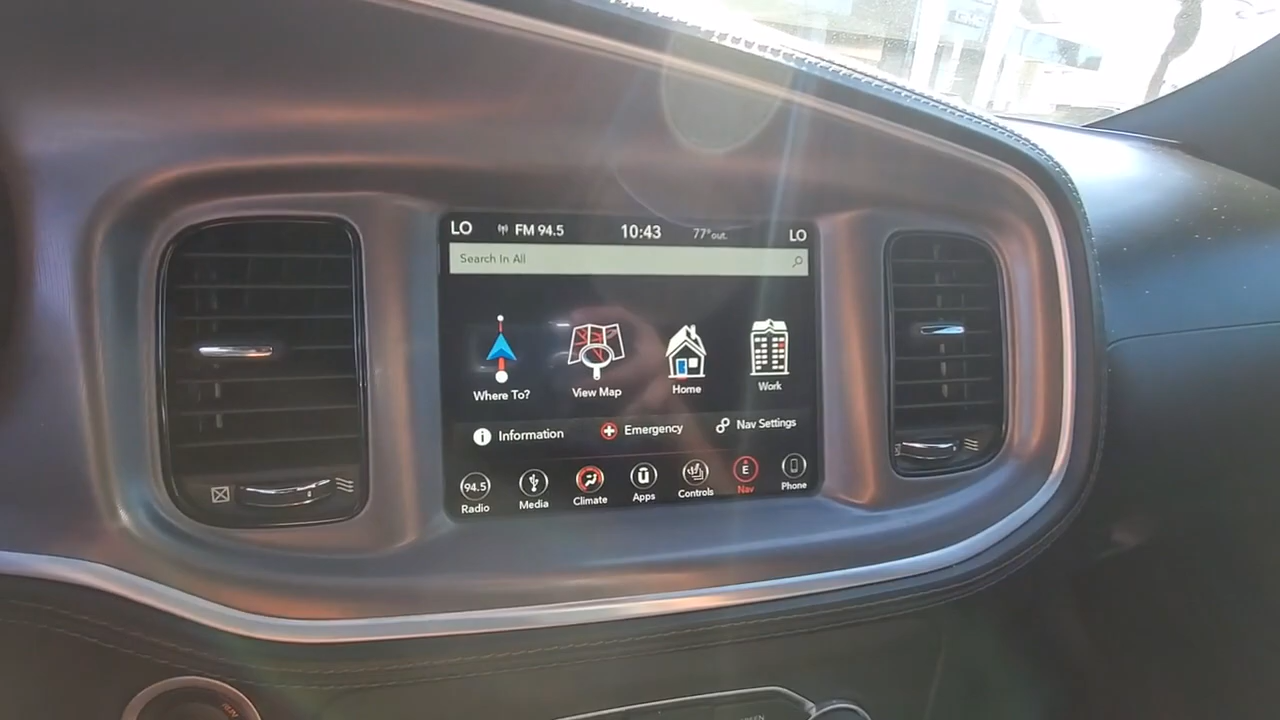 LO FM 94.5 10:43 77° out. LO
Search In All
Where To? View Map Home Work
Information Emergency Nav Settings
94.5 E
Radio Media Climate Apps Controls Nav Phone
RUN